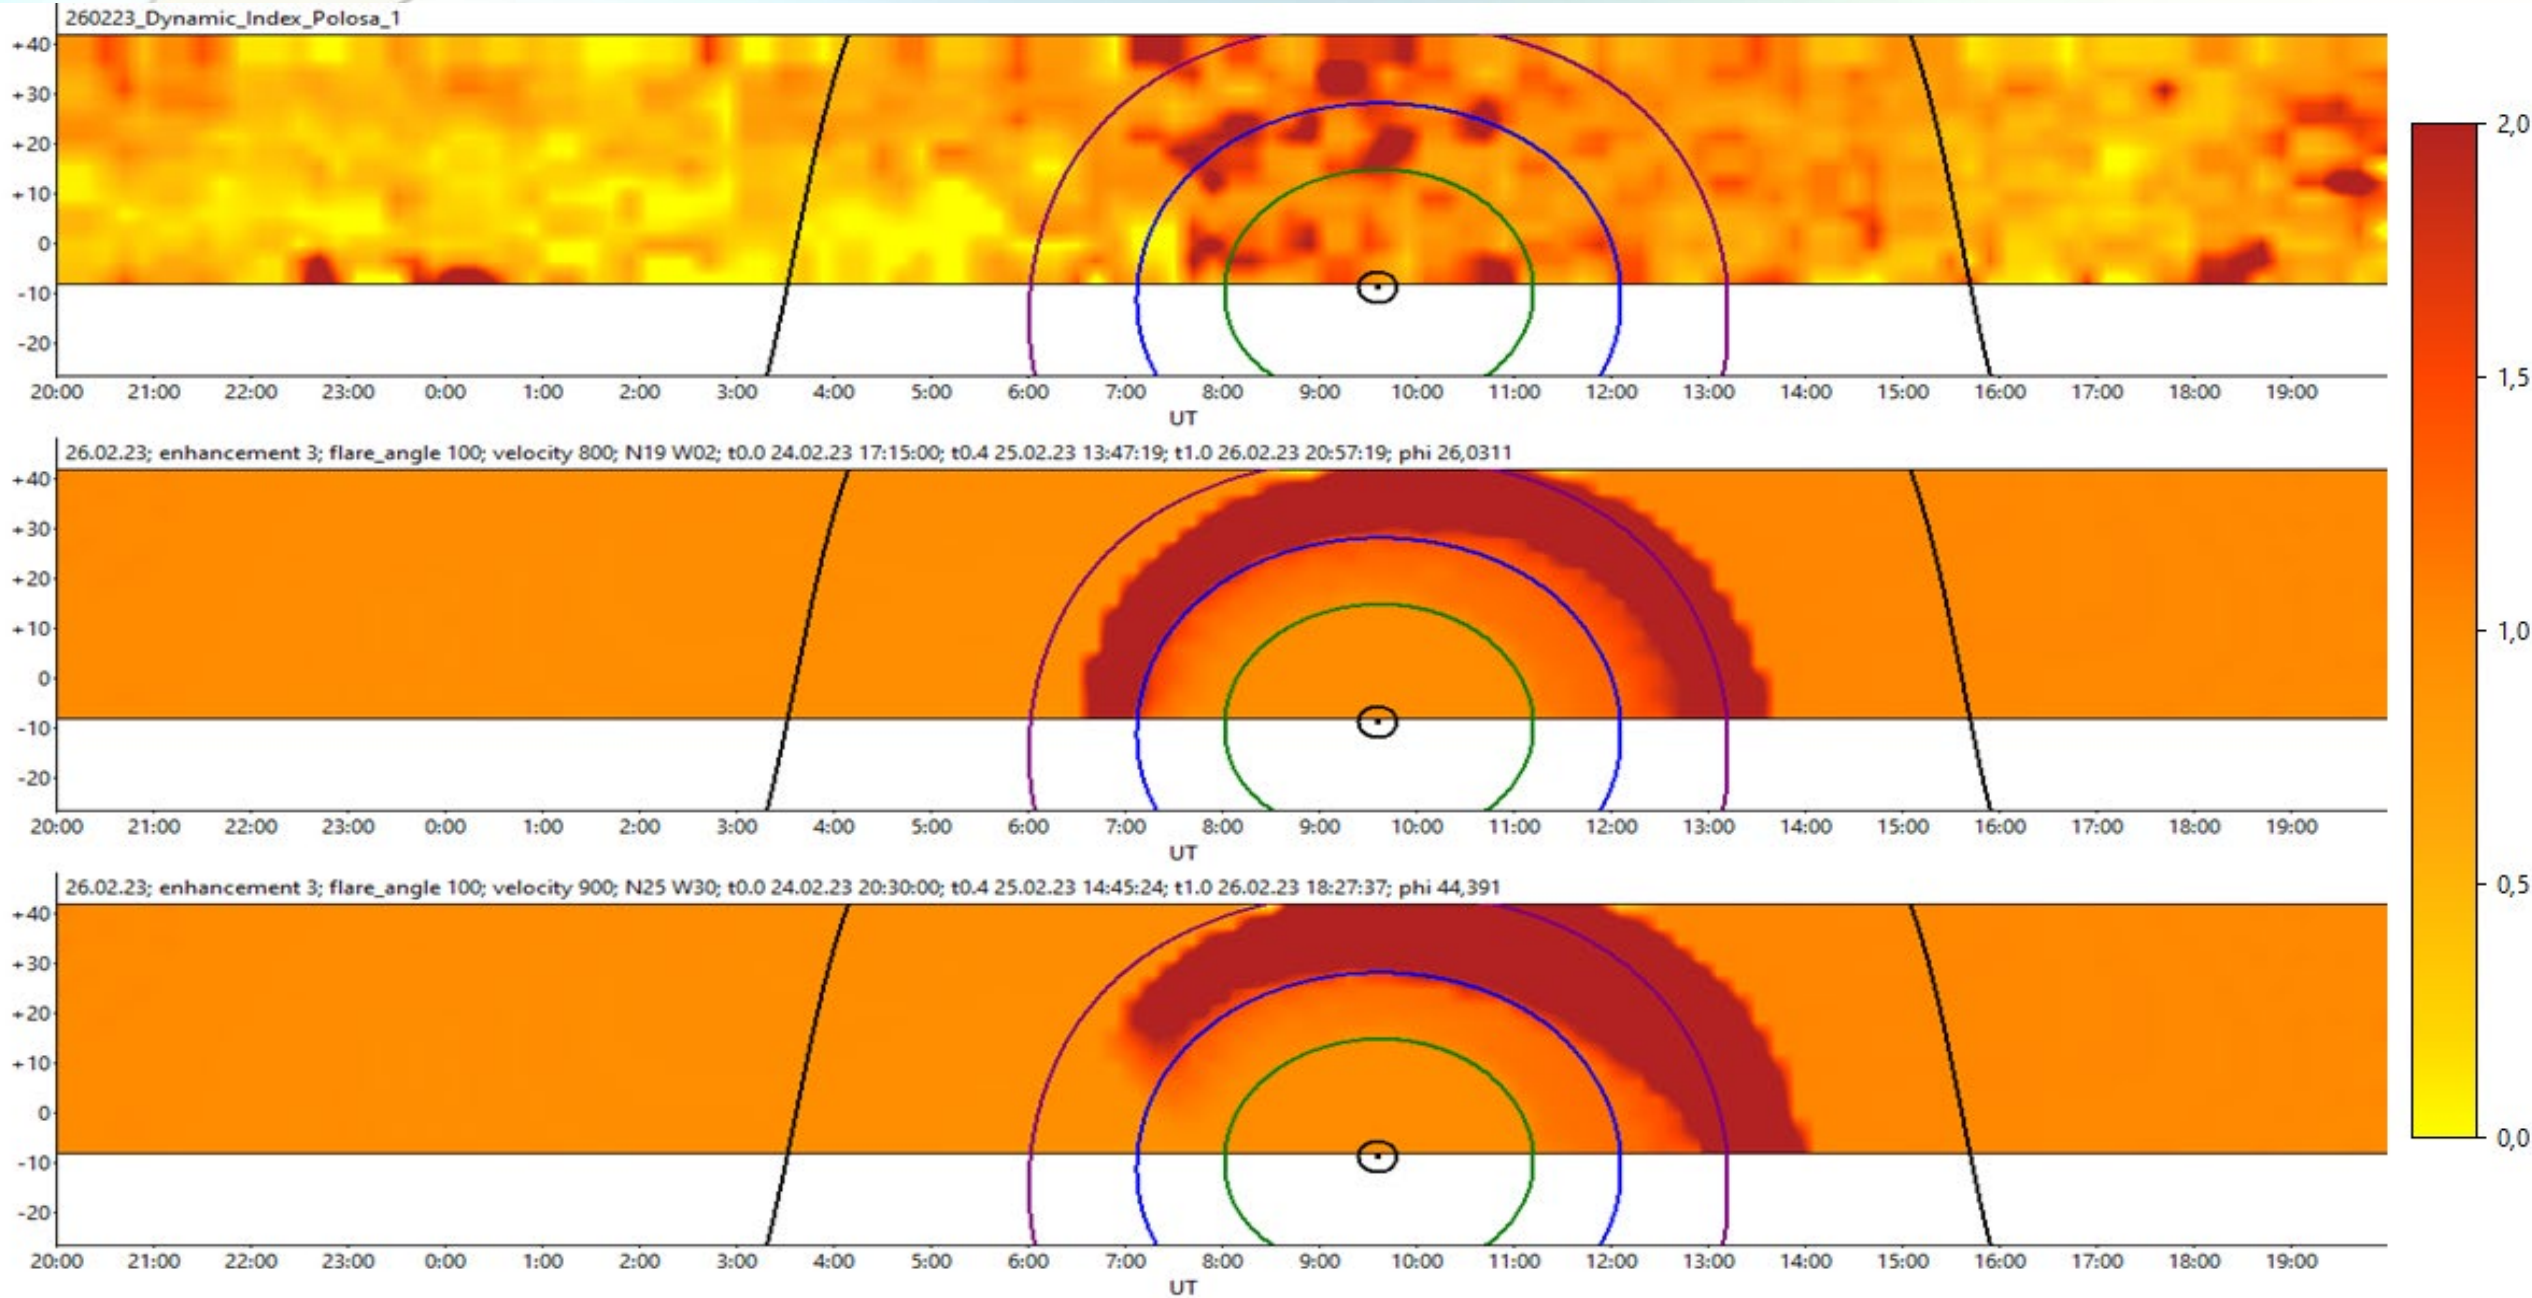 260223_Dynamic_Index_Polosa_1
+40
+30
+20
+10
0
-10
-20
20:00 21:00 22:00 23:00 0:00 1:00 2:00 3:00 4:00 5:00 6:00 7:00 8:00 9:00 10:00 11:00 12:00 13:00 14:00 15:00 16:00 17:00 18:00 19:00
UT
26.02.23; enhancement 3; flare_angle 100; velocity 800; N19 W02; t0.0 24.02.23 17:15:00; t0.4 25.02.23 13:47:19; t1.0 26.02.23 20:57:19; phi 26,0311
+40
+30
+20
+10
0
-10
-20
20:00 21:00 22:00 23:00 0:00 1:00 2:00 3:00 4:00 5:00 6:00 7:00 8:00 9:00 10:00 11:00 12:00 13:00 14:00 15:00 16:00 17:00 18:00 19:00
UT
26.02.23; enhancement 3; flare_angle 100; velocity 900; N25 W30; t0.0 24.02.23 20:30:00; t0.4 25.02.23 14:45:24; t1.0 26.02.23 18:27:37; phi 44,391
+40
+30
+20
+10
0
-10
-20
20:00 21:00 22:00 23:00 0:00 1:00 2:00 3:00 4:00 5:00 6:00 7:00 8:00 9:00 10:00 11:00 12:00 13:00 14:00 15:00 16:00 17:00 18:00 19:00
UT
2,0
1,5
1,0
0,5
0,0